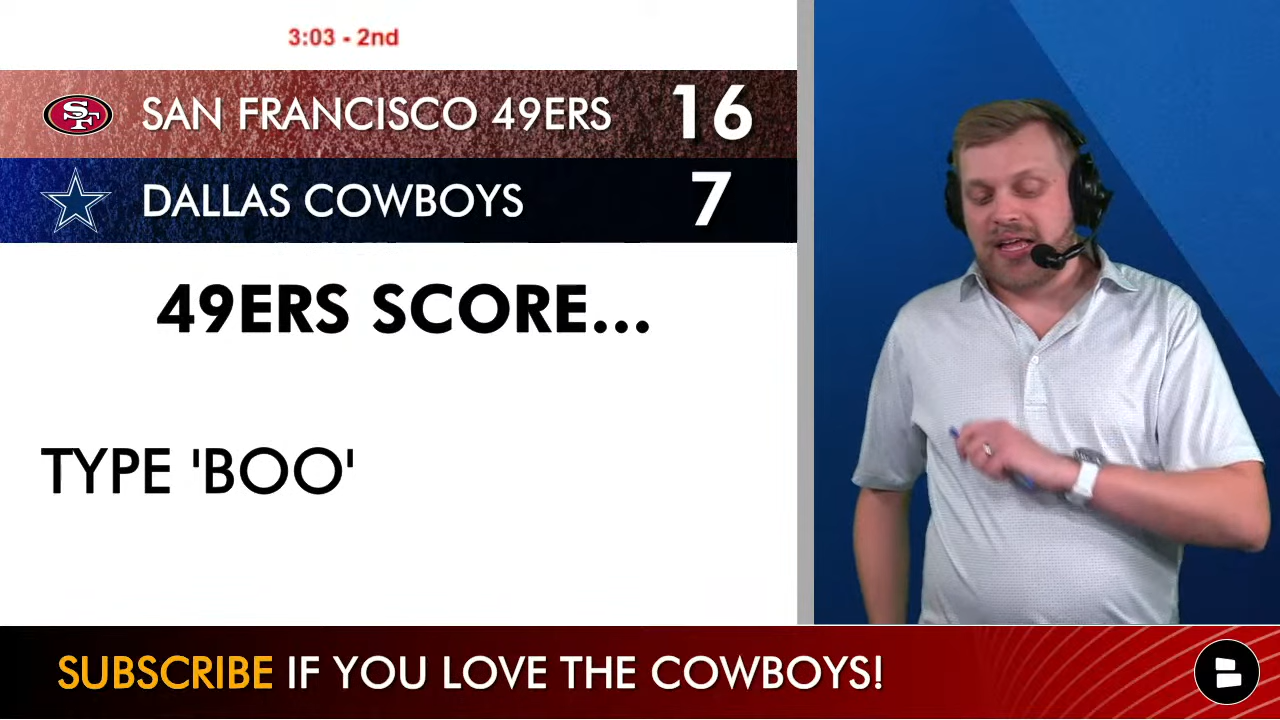 3:03 - 2nd
SF SAN FRANCISCO 49ERS 16
DALLAS COWBOYS 7
49ERS SCORE...
TYPE 'BOO'
SUBSCRIBE IF YOU LOVE THE COWBOYS!